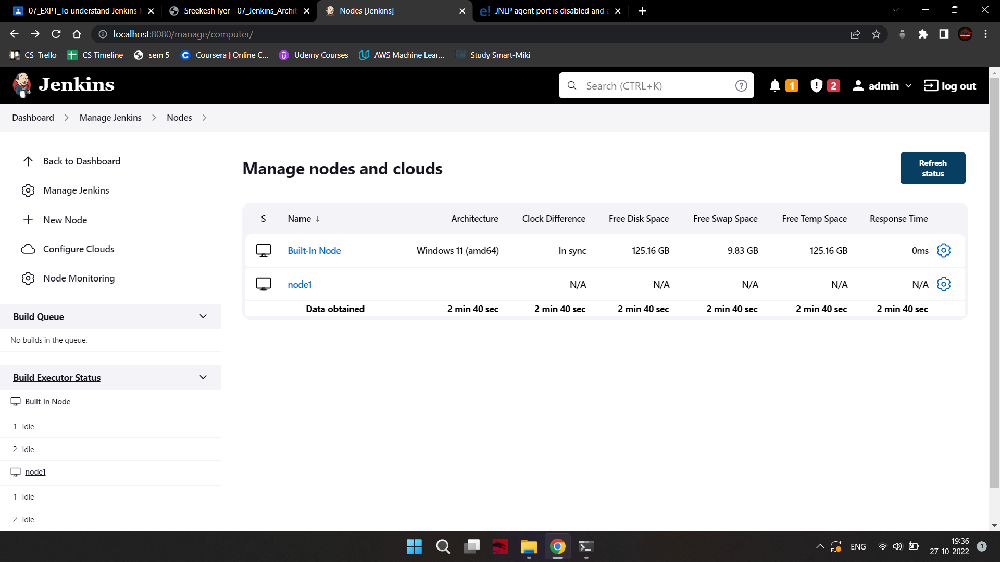 07_EXPT_To understand Jenkins M
Sreekesh Iyer - 07_Jenkins_Archit
Nodes [Jenkins]
e! JNLP agent port is disabled and a
localhost:8080/manage/computer/
CS Trello
CS Timeline
sem 5
Coursera | Online C...
Udemy Courses
AWS Machine Lear...
Study Smart-Miki
Jenkins
Search (CTRL+K)
1
2
admin
log out
Dashboard
Manage Jenkins
Nodes
Back to Dashboard
Manage Jenkins
New Node
Configure Clouds
Node Monitoring
Build Queue
No builds in the queue.
Build Executor Status
Built-In Node
1 Idle
2 Idle
node1
1 Idle
2 Idle
Manage nodes and clouds
Refresh
status
S Name ↓ Architecture Clock Difference Free Disk Space Free Swap Space Free Temp Space Response Time
Built-In Node Windows 11 (amd64) In sync 125.16 GB 9.83 GB 125.16 GB 0ms
node1 N/A N/A N/A N/A N/A
Data obtained 2 min 40 sec 2 min 40 sec 2 min 40 sec 2 min 40 sec 2 min 40 sec 2 min 40 sec
ENG
19:36
27-10-2022
1